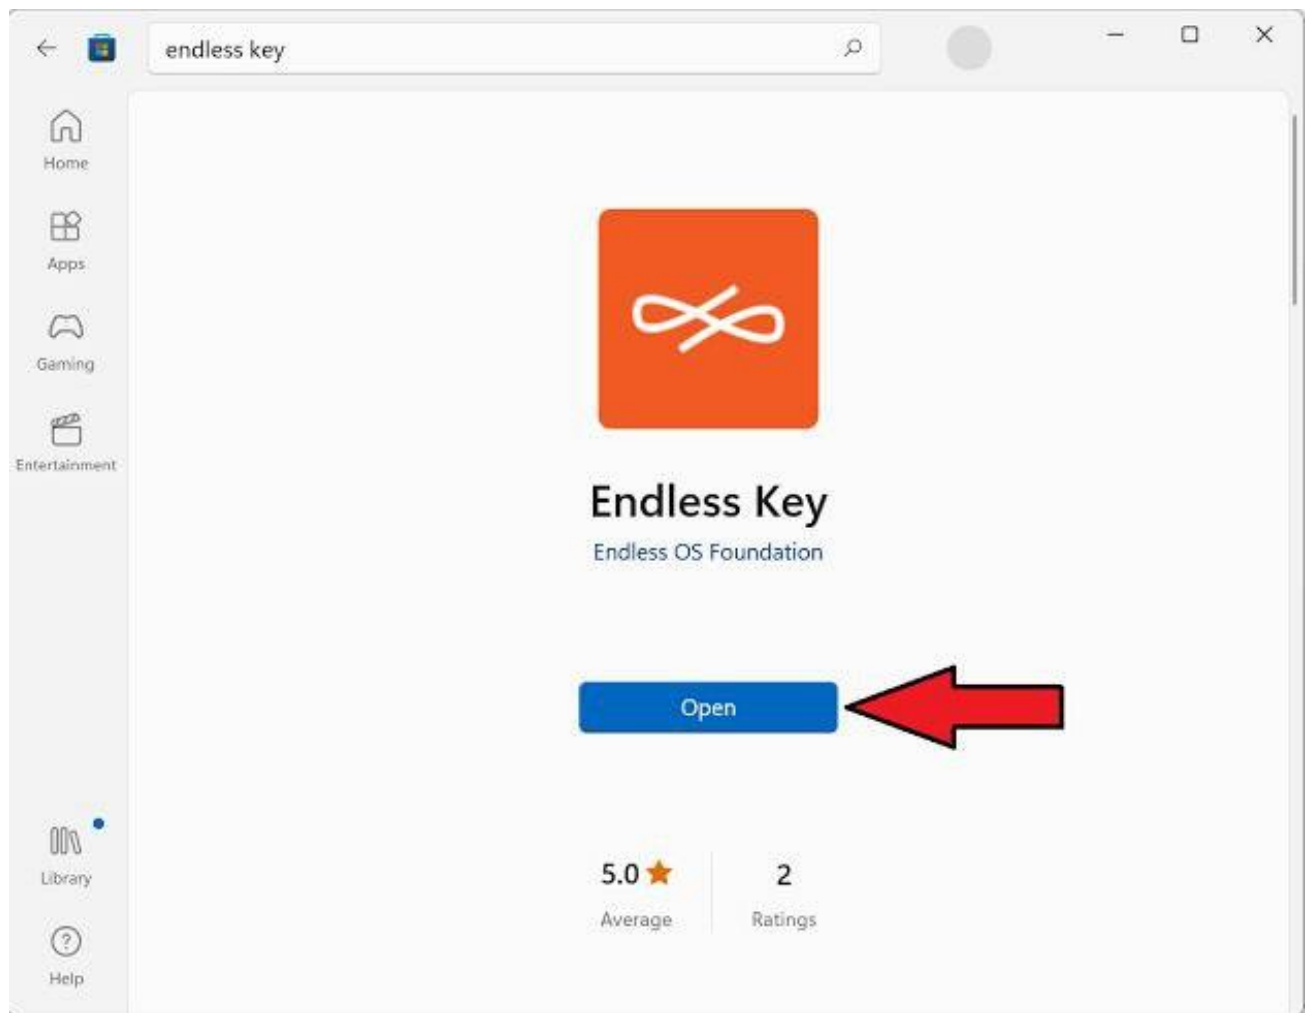 endless key
Home
Apps
Gaming
Entertainment
Endless Key
Endless OS Foundation
Open
5.0
2
Average
Ratings
Library
Help